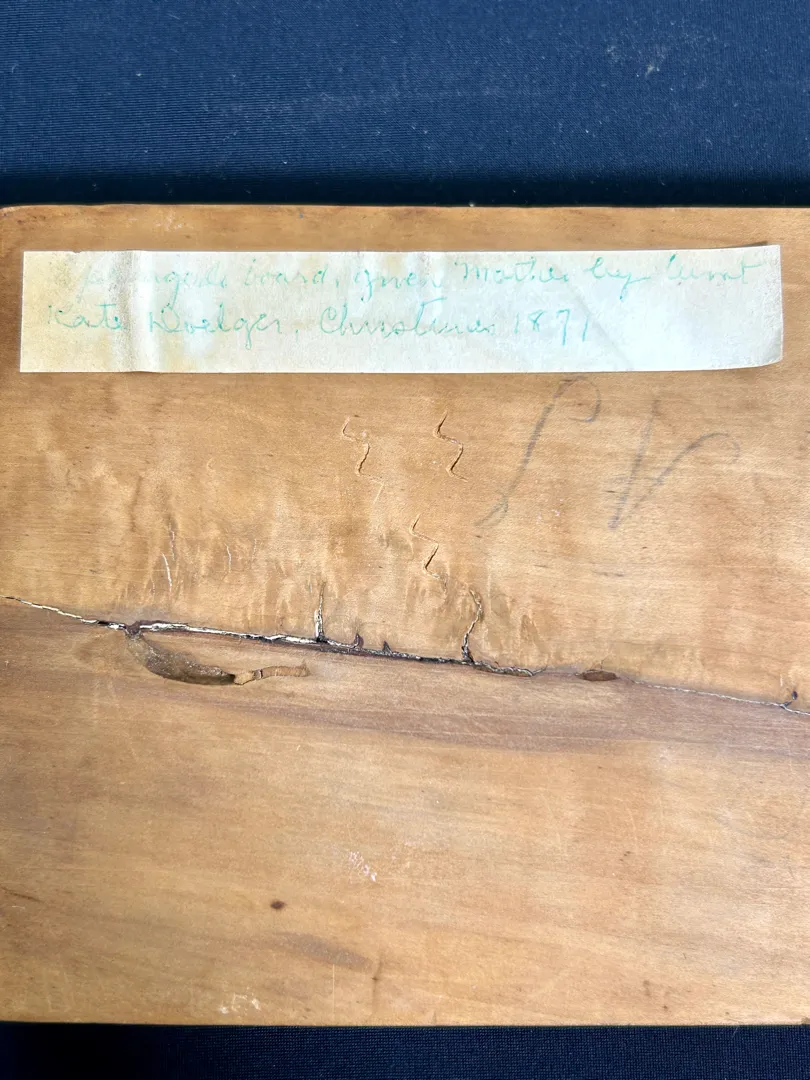 board, given Mother by Aunt
Kate Doelger. Christmas 1871